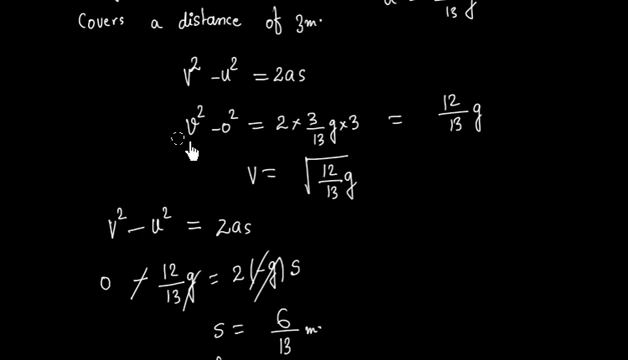 13 g
Covers a distance of 3m.
v² - u² = 2as
v² - 0² = 2 × 3/13 g × 3 = 12/13 g
v = √(12/13 g)
v² - u² = 2as
0 - 12/13 g = 2(-g)s
s = 6/13 m.